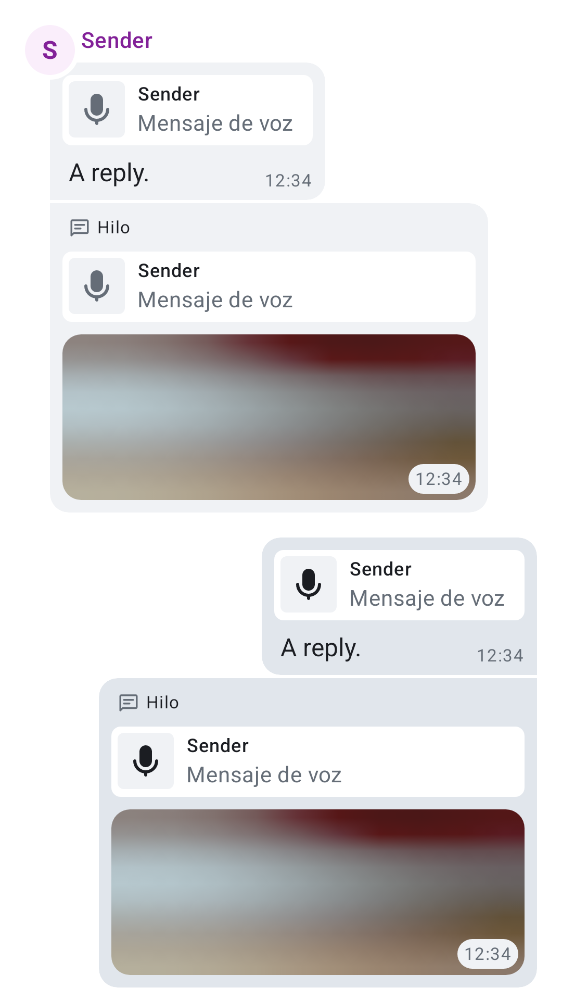 S
Sender
Sender
Mensaje de voz
A reply.
12:34
Hilo
Sender
Mensaje de voz
12:34
Sender
Mensaje de voz
A reply.
12:34
Hilo
Sender
Mensaje de voz
12:34